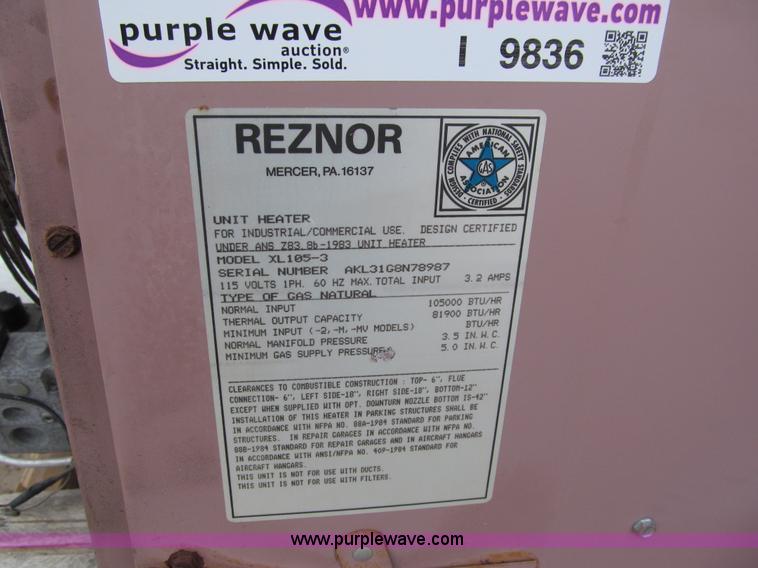 purple wave
auction®
Straight. Simple. Sold.
www.purplewave.com
I 9836
REZNOR
MERCER, PA. 16137
COMPLIES WITH NATIONAL SAFETY STANDARDS
DESIGN CERTIFIED
AMERICAN GAS ASSOCIATION
UNIT HEATER
FOR INDUSTRIAL/COMMERCIAL USE. DESIGN CERTIFIED
UNDER ANS Z83.8b-1983 UNIT HEATER
MODEL XL105-3
SERIAL NUMBER AKL31G8N78987
115 VOLTS 1PH. 60 HZ MAX. TOTAL INPUT 3.2 AMPS
TYPE OF GAS NATURAL
NORMAL INPUT 105000 BTU/HR
THERMAL OUTPUT CAPACITY 81900 BTU/HR
MINIMUM INPUT (-2,-M,-MV MODELS) BTU/HR
NORMAL MANIFOLD PRESSURE 3.5 IN.W.C.
MINIMUM GAS SUPPLY PRESSURE 5.0 IN.W.C.
CLEARANCES TO COMBUSTIBLE CONSTRUCTION : TOP- 6", FLUE
CONNECTION- 6", LEFT SIDE-18", RIGHT SIDE-18", BOTTOM-12"
EXCEPT WHEN SUPPLIED WITH OPT. DOWNTURN NOZZLE BOTTOM IS-42"
INSTALLATION OF THIS HEATER IN PARKING STRUCTURES SHALL BE
IN ACCORDANCE WITH NFPA NO. 88A-1984 STANDARD FOR PARKING
STRUCTURES. IN REPAIR GARAGES IN ACCORDANCE WITH NFPA NO.
88B-1984 STANDARD FOR REPAIR GARAGES AND IN AIRCRAFT HANGARS
IN ACCORDANCE WITH ANSI/NFPA NO. 409-1984 STANDARD FOR
AIRCRAFT HANGARS.
THIS UNIT IS NOT FOR USE WITH DUCTS.
THIS UNIT IS NOT FOR USE WITH FILTERS.
www.purplewave.com